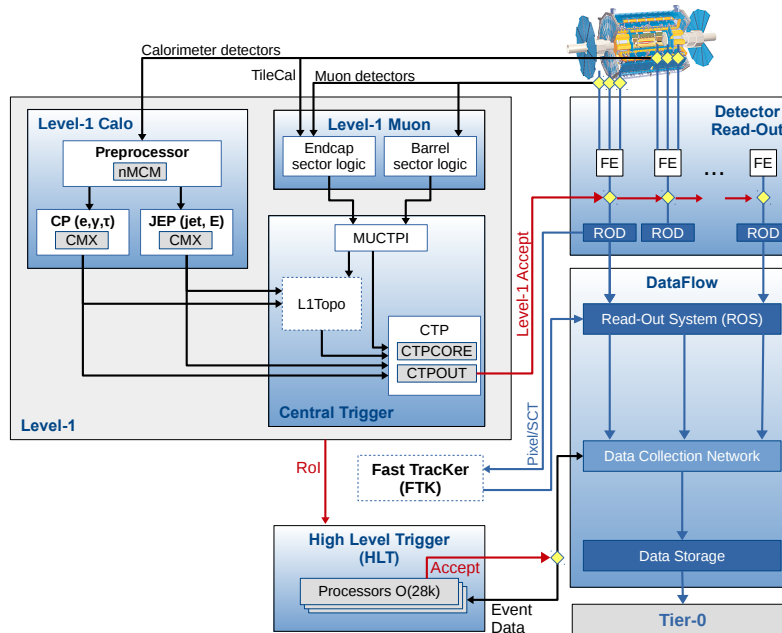 Calorimeter detectors
TileCal
Muon detectors
Level-1 Calo
Preprocessor
nMCM
CP (e,γ,τ)
CMX
JEP (jet, E)
CMX
Level-1 Muon
Endcap
sector logic
Barrel
sector logic
MUCTPI
L1Topo
CTP
CTPCORE
CTPOUT
Central Trigger
Level-1
Level-1 Accept
Detector
Read-Out
FE
FE
...
FE
ROD
ROD
ROD
DataFlow
Read-Out System (ROS)
Pixel/SCT
Data Collection Network
Data Storage
Tier-0
RoI
Fast TracKer
(FTK)
High Level Trigger
(HLT)
Accept
Processors O(28k)
Event
Data